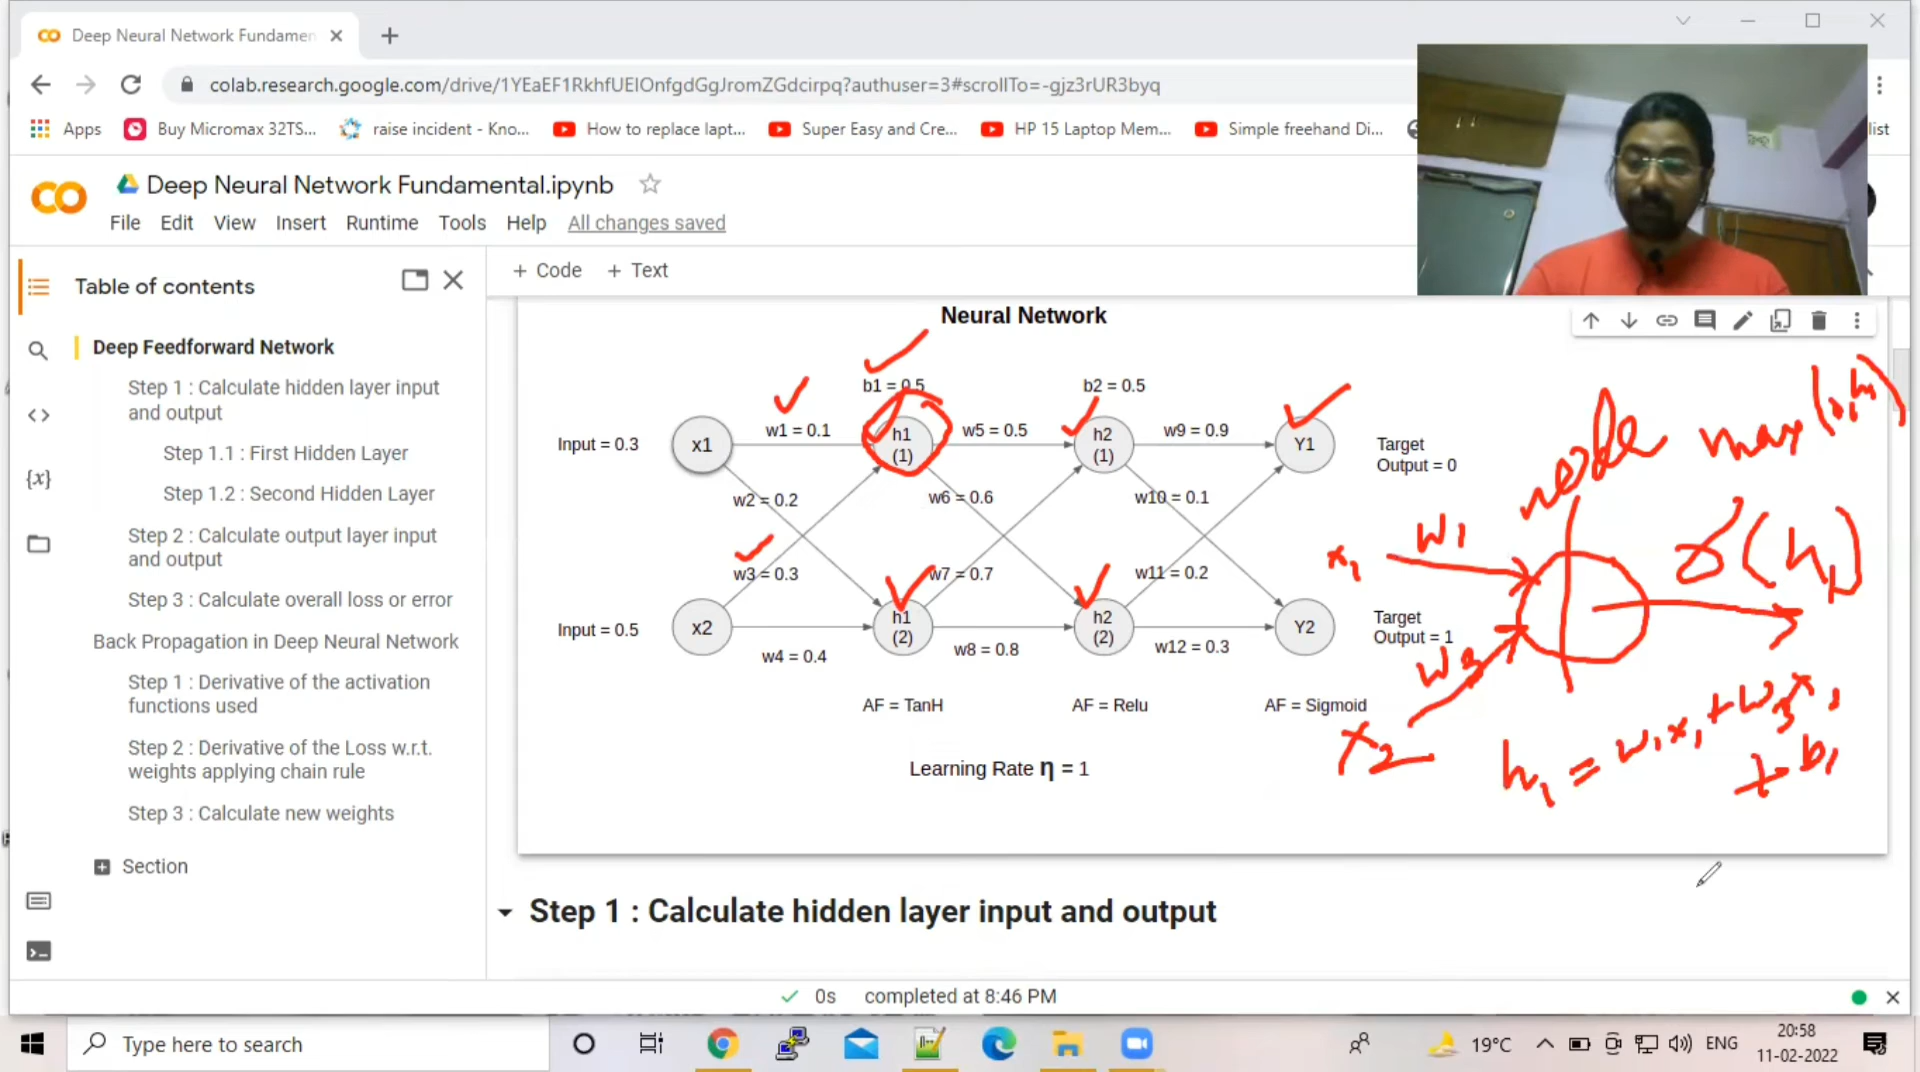 Deep Neural Network Fundamen
colab.research.google.com/drive/1YEaEF1RkhfUEIOnfgdGgJromZGdcirpq?authuser=3#scrollTo=-gjz3rUR3byq
Apps Buy Micromax 32TS... raise incident - Kno... How to replace lapt... Super Easy and Cre... HP 15 Laptop Mem... Simple freehand Di... list
Deep Neural Network Fundamental.ipynb
File Edit View Insert Runtime Tools Help All changes saved
Table of contents
+ Code + Text
Deep Feedforward Network
Step 1 : Calculate hidden layer input
and output
Step 1.1 : First Hidden Layer
Step 1.2 : Second Hidden Layer
Step 2 : Calculate output layer input
and output
Step 3 : Calculate overall loss or error
Back Propagation in Deep Neural Network
Step 1 : Derivative of the activation
functions used
Step 2 : Derivative of the Loss w.r.t.
weights applying chain rule
Step 3 : Calculate new weights
Section
Neural Network
b1 = 0.5 b2 = 0.5
Input = 0.3 x1 w1 = 0.1 h1 (1) w5 = 0.5 h2 (1) w9 = 0.9 Y1 Target Output = 0
w2 = 0.2 w6 = 0.6 w10 = 0.1
w3 = 0.3 w7 = 0.7 w11 = 0.2
Input = 0.5 x2 w4 = 0.4 h1 (2) w8 = 0.8 h2 (2) w12 = 0.3 Y2 Target Output = 1
AF = TanH AF = Relu AF = Sigmoid
Learning Rate η = 1
node
x1 w1
x2 w3
h1 = w1x1 +
+ b1
Step 1 : Calculate hidden layer input and output
0s completed at 8:46 PM
Type here to search
19°C ENG 20:58
11-02-2022